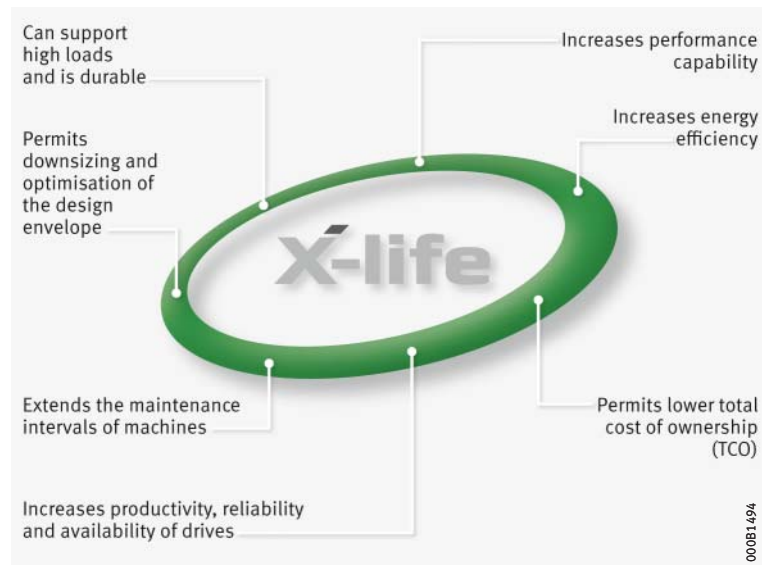 Can support
high loads
and is durable
Increases performance
capability
Increases energy
efficiency
Permits
downsizing and
optimisation of
the design
envelope
X-life
Extends the maintenance
intervals of machines
Permits lower total
cost of ownership
(TCO)
Increases productivity, reliability
and availability of drives
000B1494